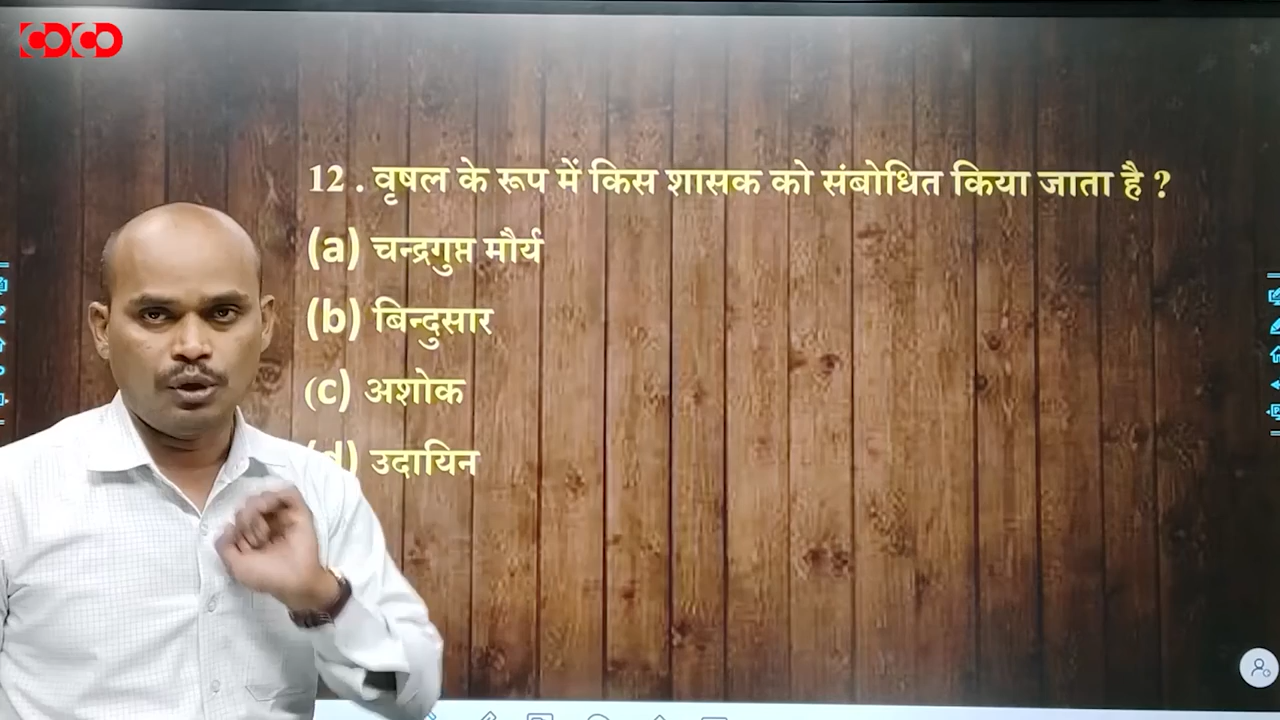 12 . वृषल के रूप में किस शासक को संबोधित किया जाता है ?
(a) चन्द्रगुप्त मौर्य
(b) बिन्दुसार
(c) अशोक
(d) उदायिन